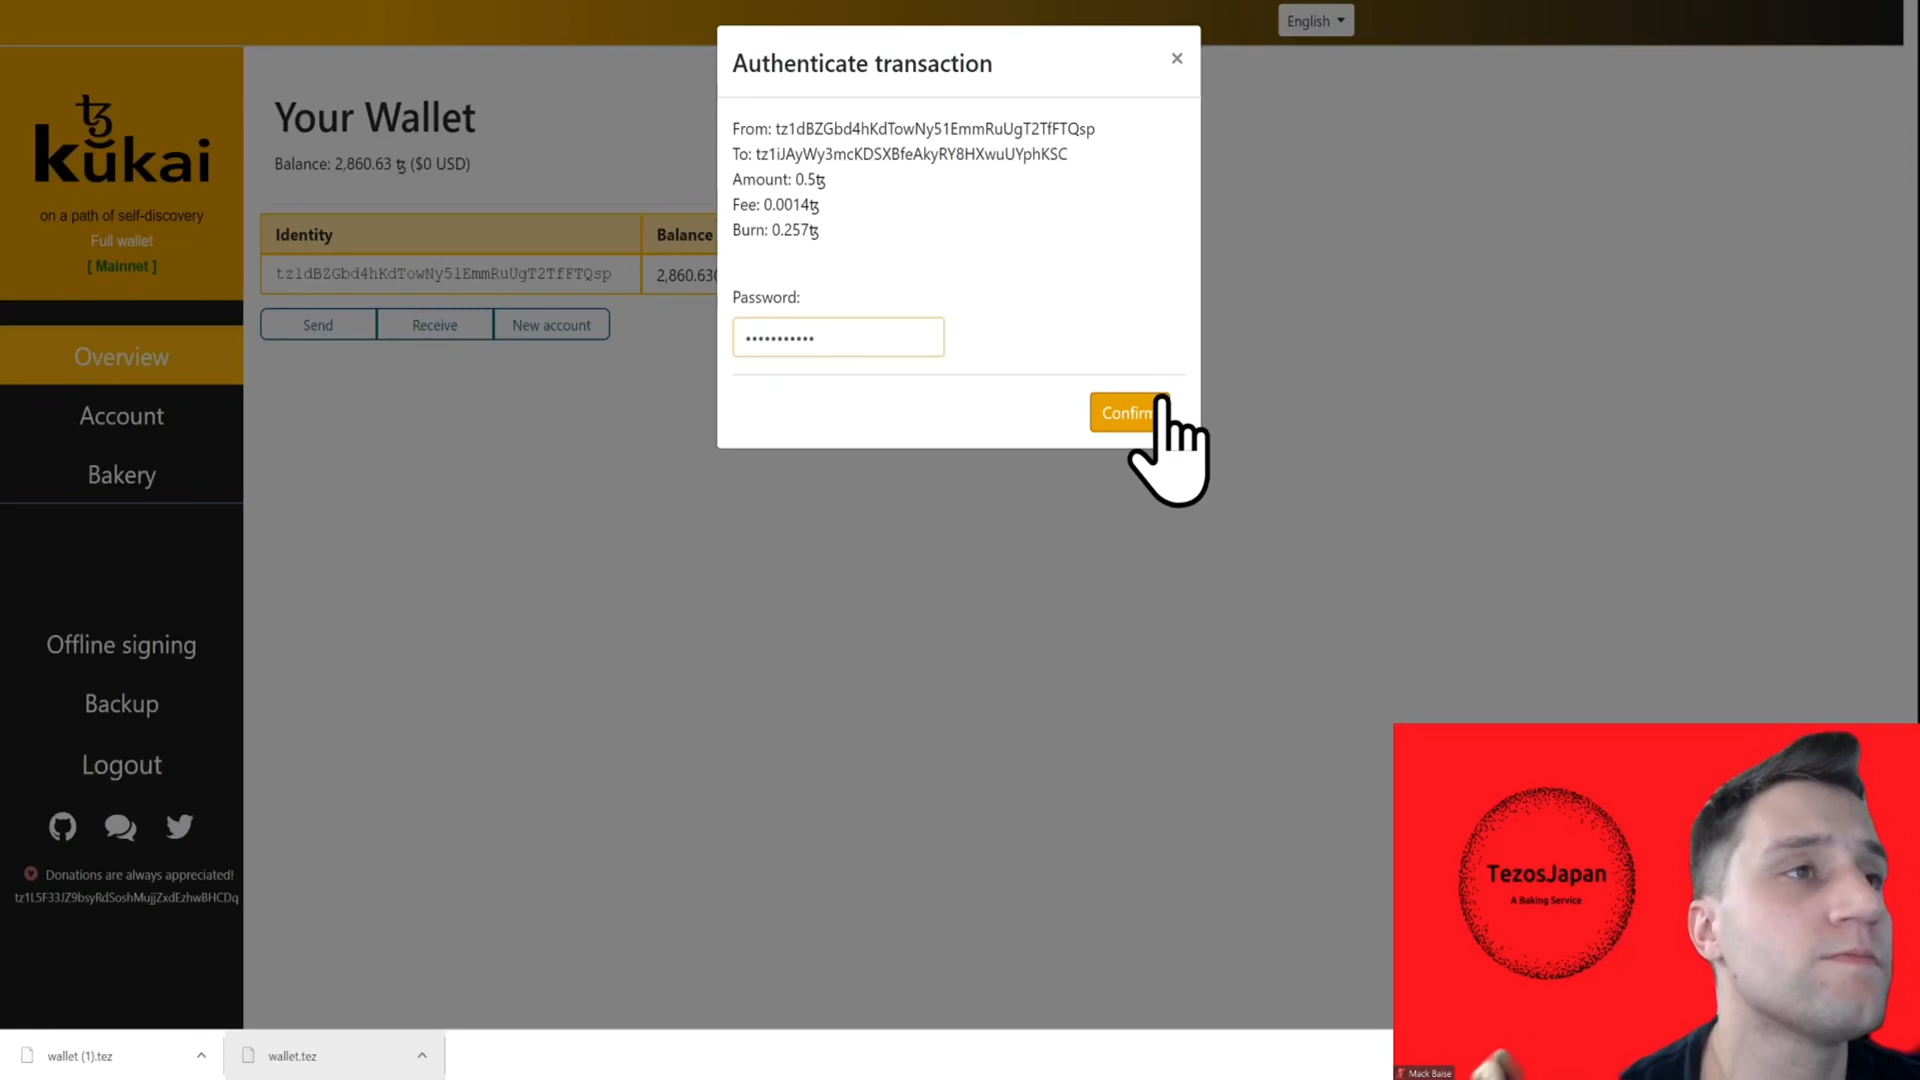 English
Authenticate transaction
×
From: tz1dBZGbd4hKdTowNy51EmmRuUgT2TfFTQsp
To: tz1iJAyWy3mcKDSXBfeAkyRY8HXwuUYphKSC
Amount: 0.5ꜩ
Fee: 0.0014ꜩ
Burn: 0.257ꜩ
Password:
•••••••••••
Confirm
ꜩ
kūkai
on a path of self-discovery
Full wallet
[ Mainnet ]
Overview
Account
Bakery
Offline signing
Backup
Logout
Donations are always appreciated!
tz1L5F33JZ9bsyRdSoshMujjZxdEzhwBHCDq
Your Wallet
Balance: 2,860.63 ꜩ ($0 USD)
Identity Balance
tz1dBZGbd4hKdTowNy51EmmRuUgT2TfFTQsp 2,860.63
Send Receive New account
TezosJapan
A Baking Service
Mack Baise
wallet (1).tez wallet.tez